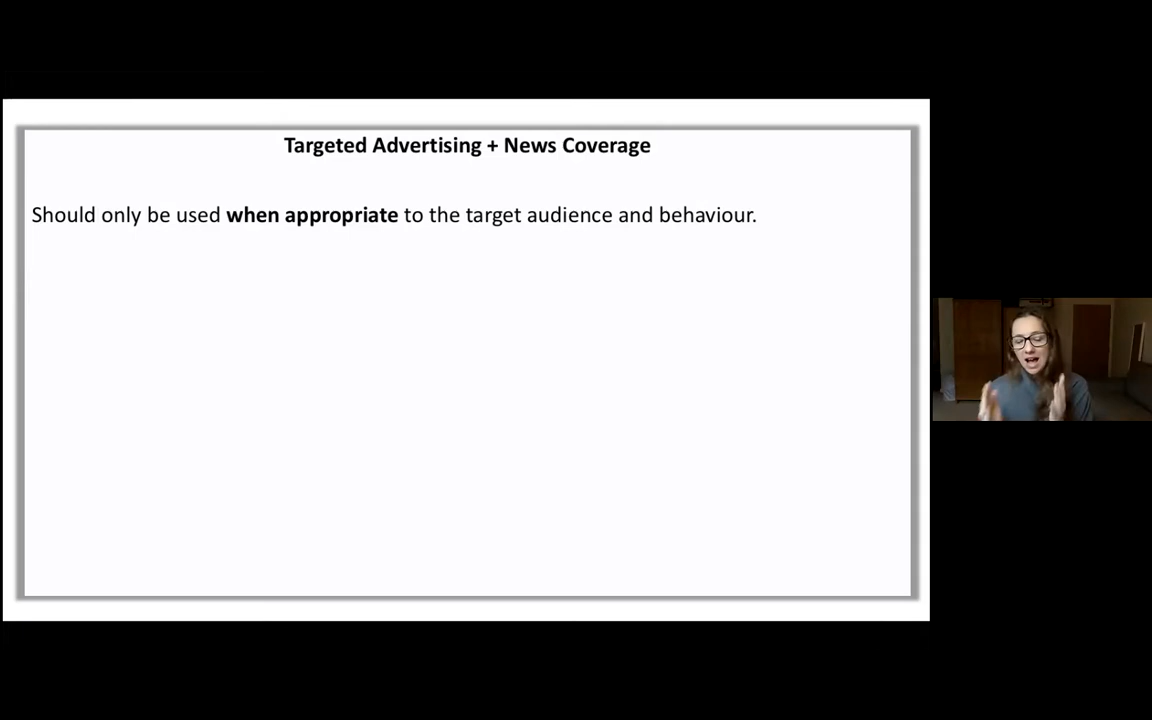 Targeted Advertising + News Coverage
Should only be used when appropriate to the target audience and behaviour.